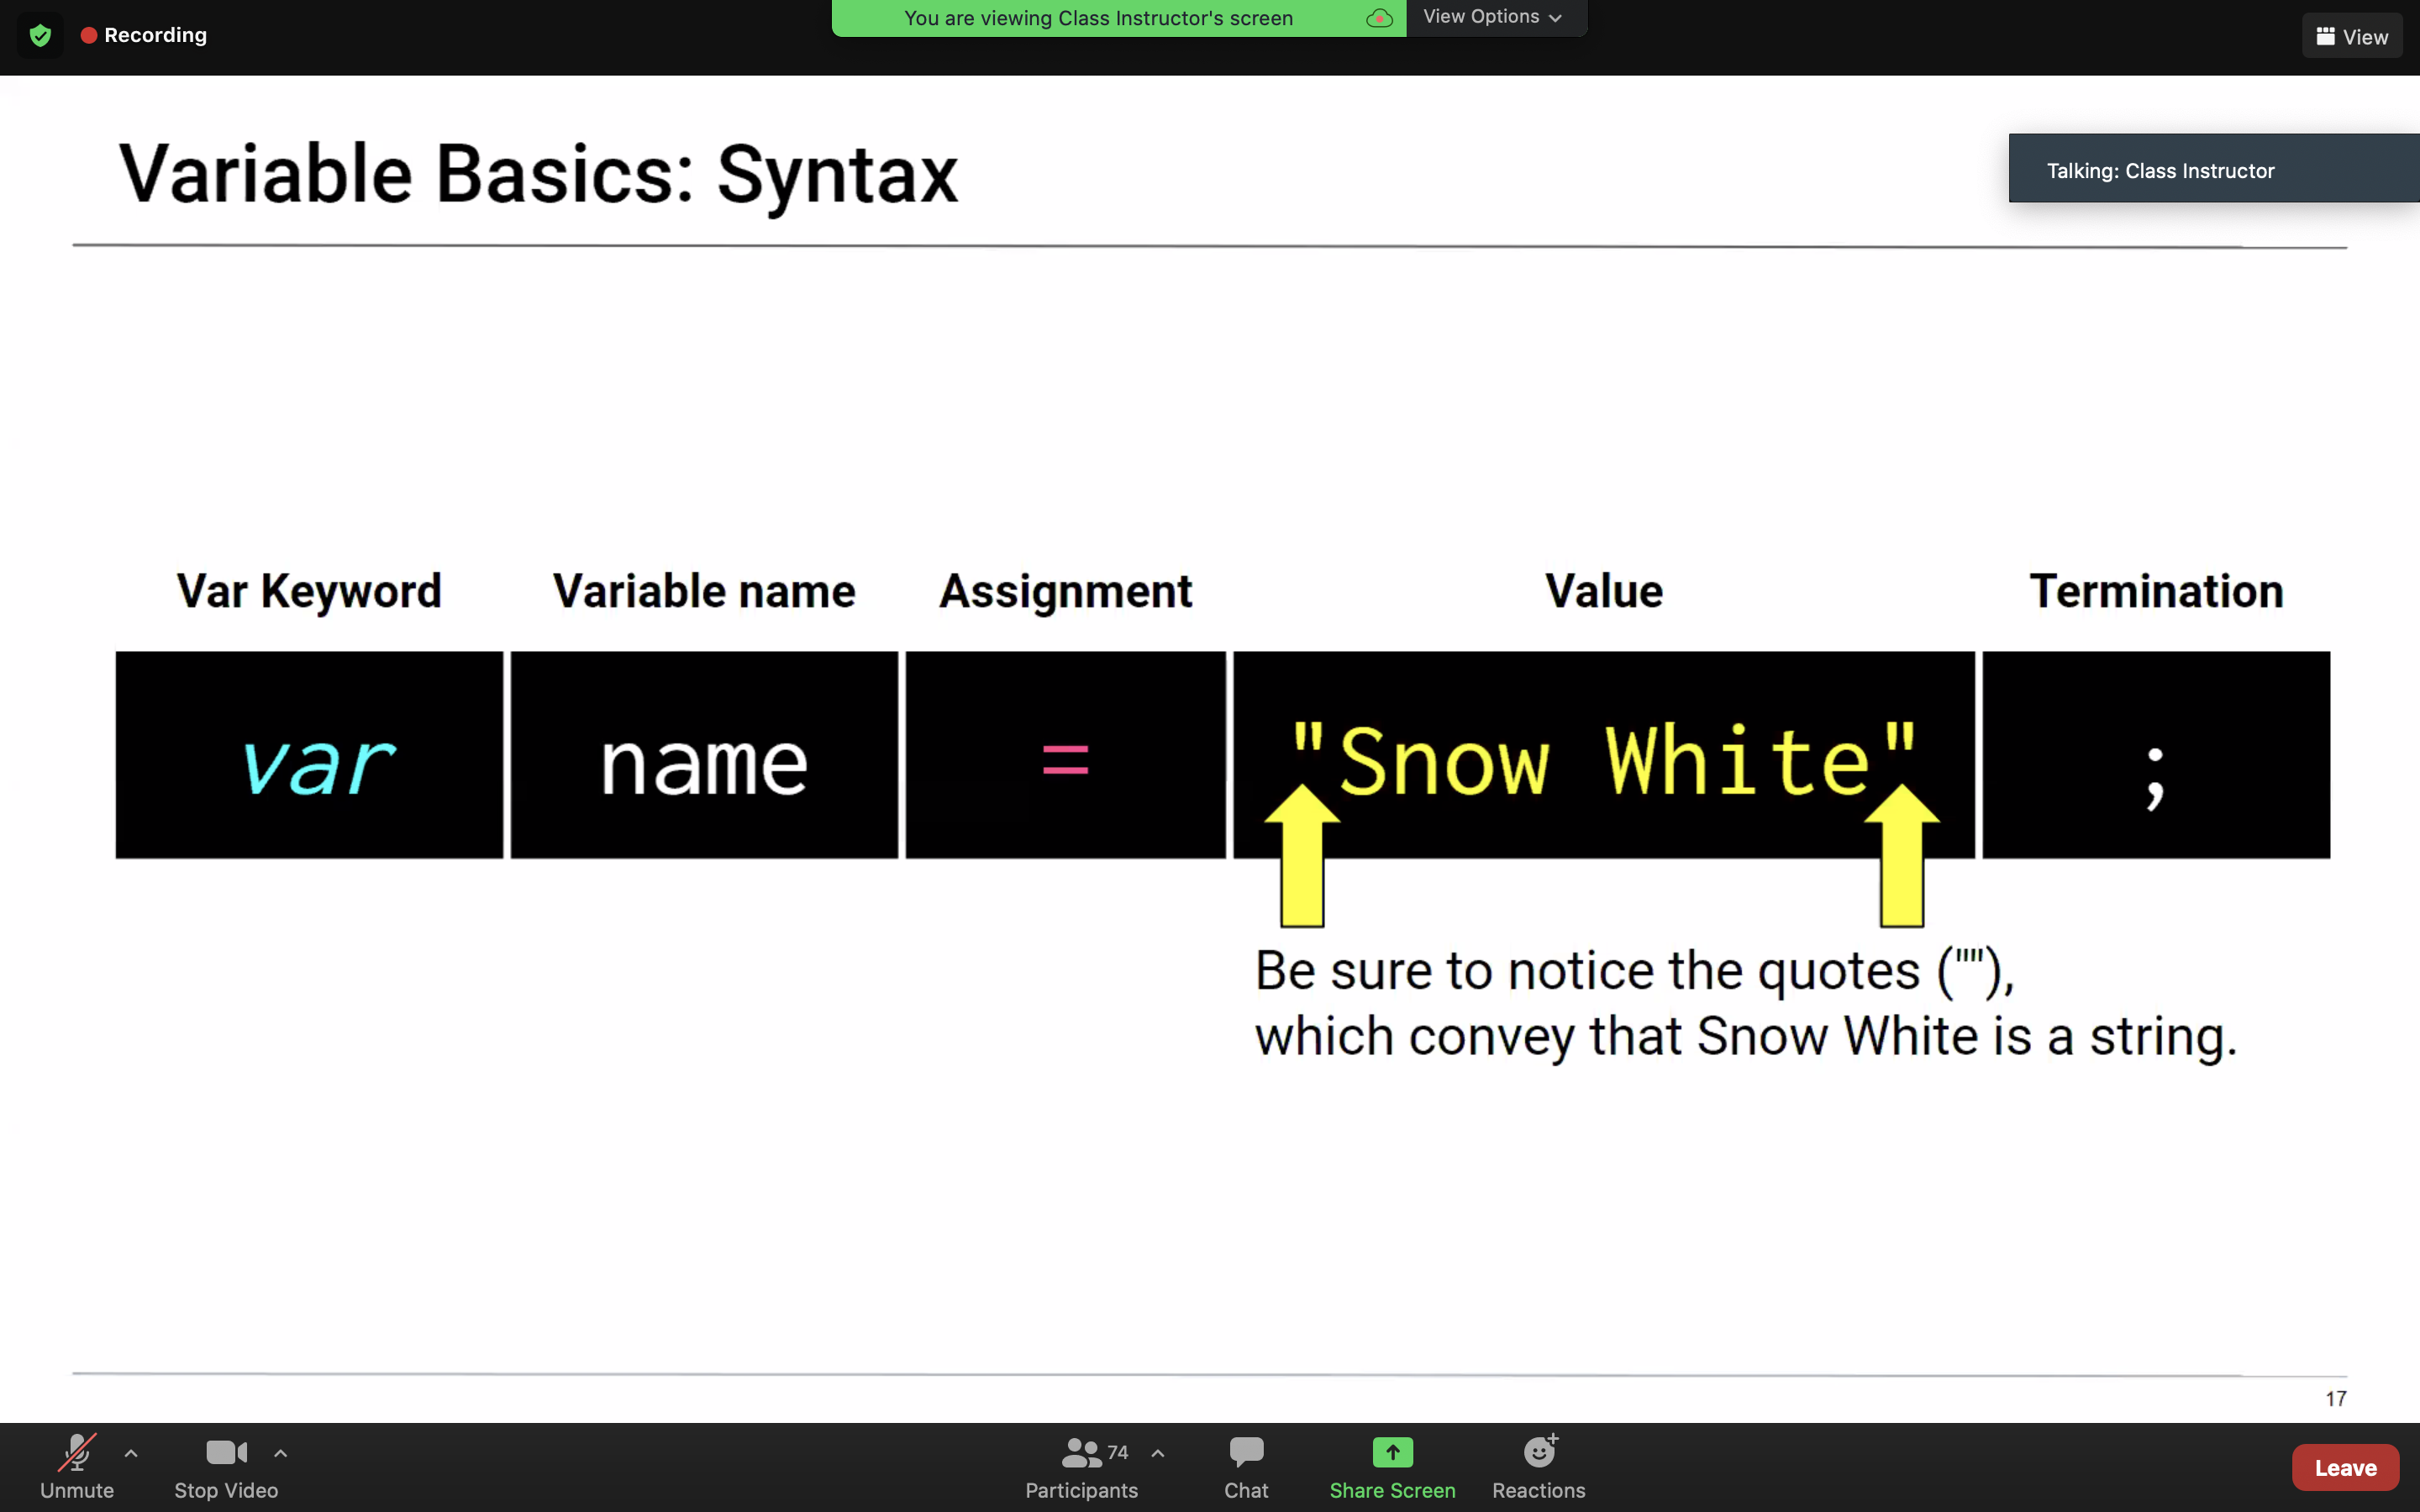 Recording
You are viewing Class Instructor's screen
View Options
View
Variable Basics: Syntax
Talking: Class Instructor
Var Keyword Variable name Assignment Value Termination
var name = "Snow White" ;
Be sure to notice the quotes (""),
which convey that Snow White is a string.
17
74
Unmute Stop Video Participants Chat Share Screen Reactions Leave